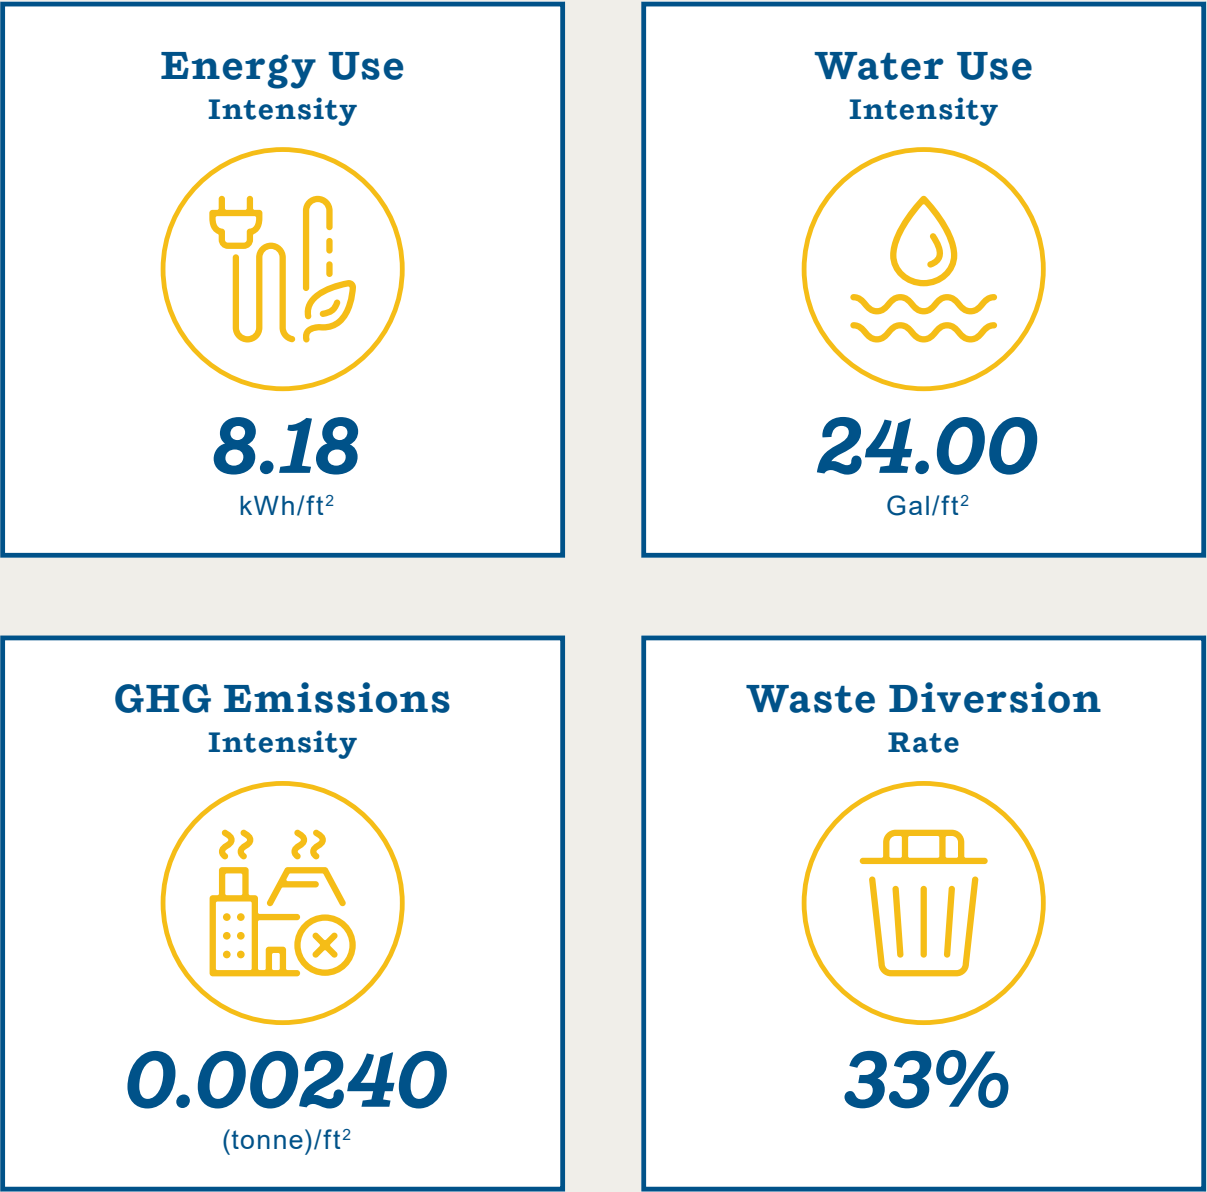 Energy Use
Intensity
8.18
kWh/ft²
Water Use
Intensity
24.00
Gal/ft²
GHG Emissions
Intensity
0.00240
(tonne)/ft²
Waste Diversion
Rate
33%